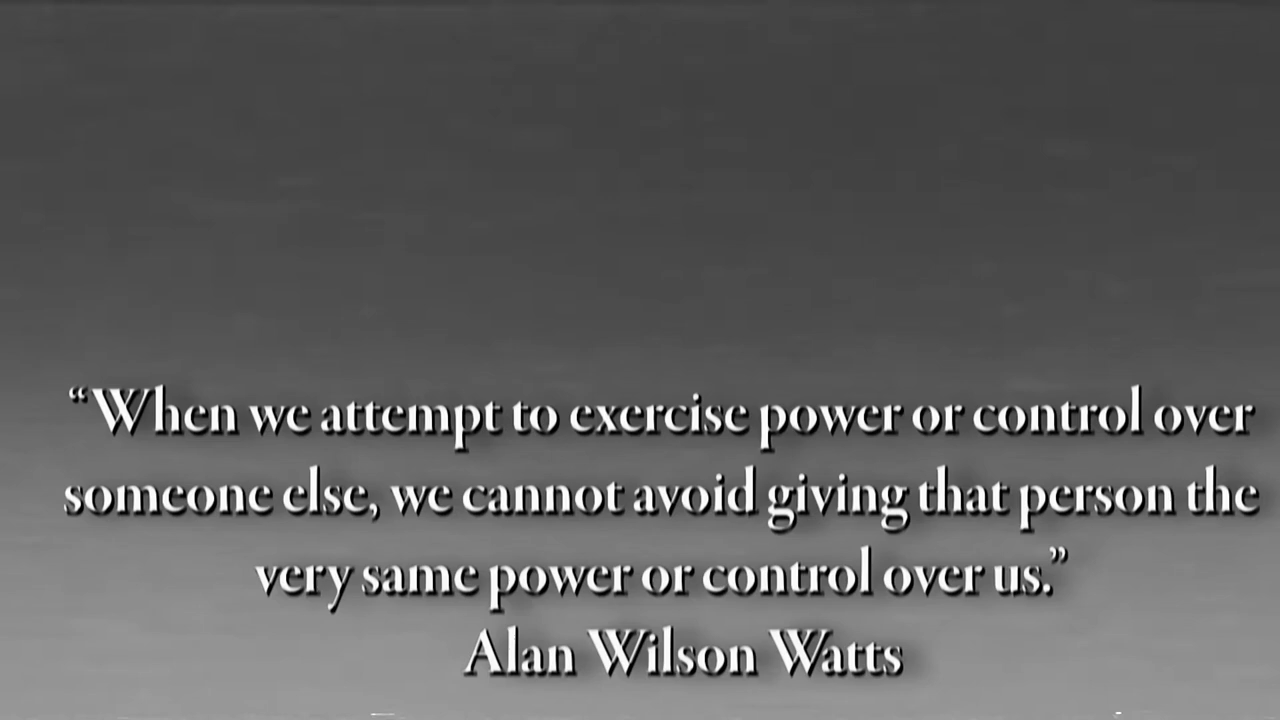 “When we attempt to exercise power or control over
someone else, we cannot avoid giving that person the
very same power or control over us.”
Alan Wilson Watts